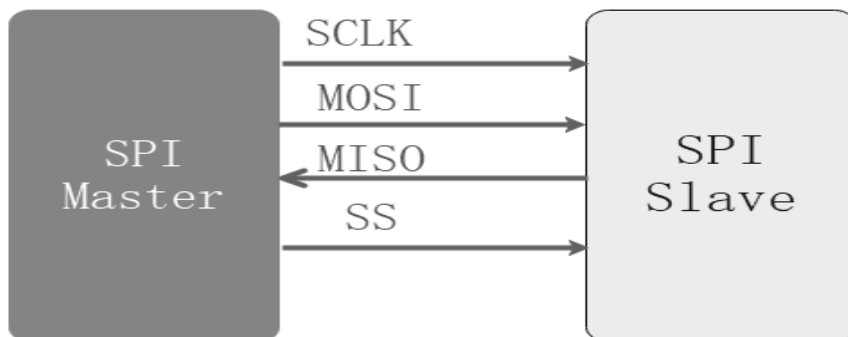 SCLK
MOSI
MISO
SS
SPI
Master
SPI
Slave